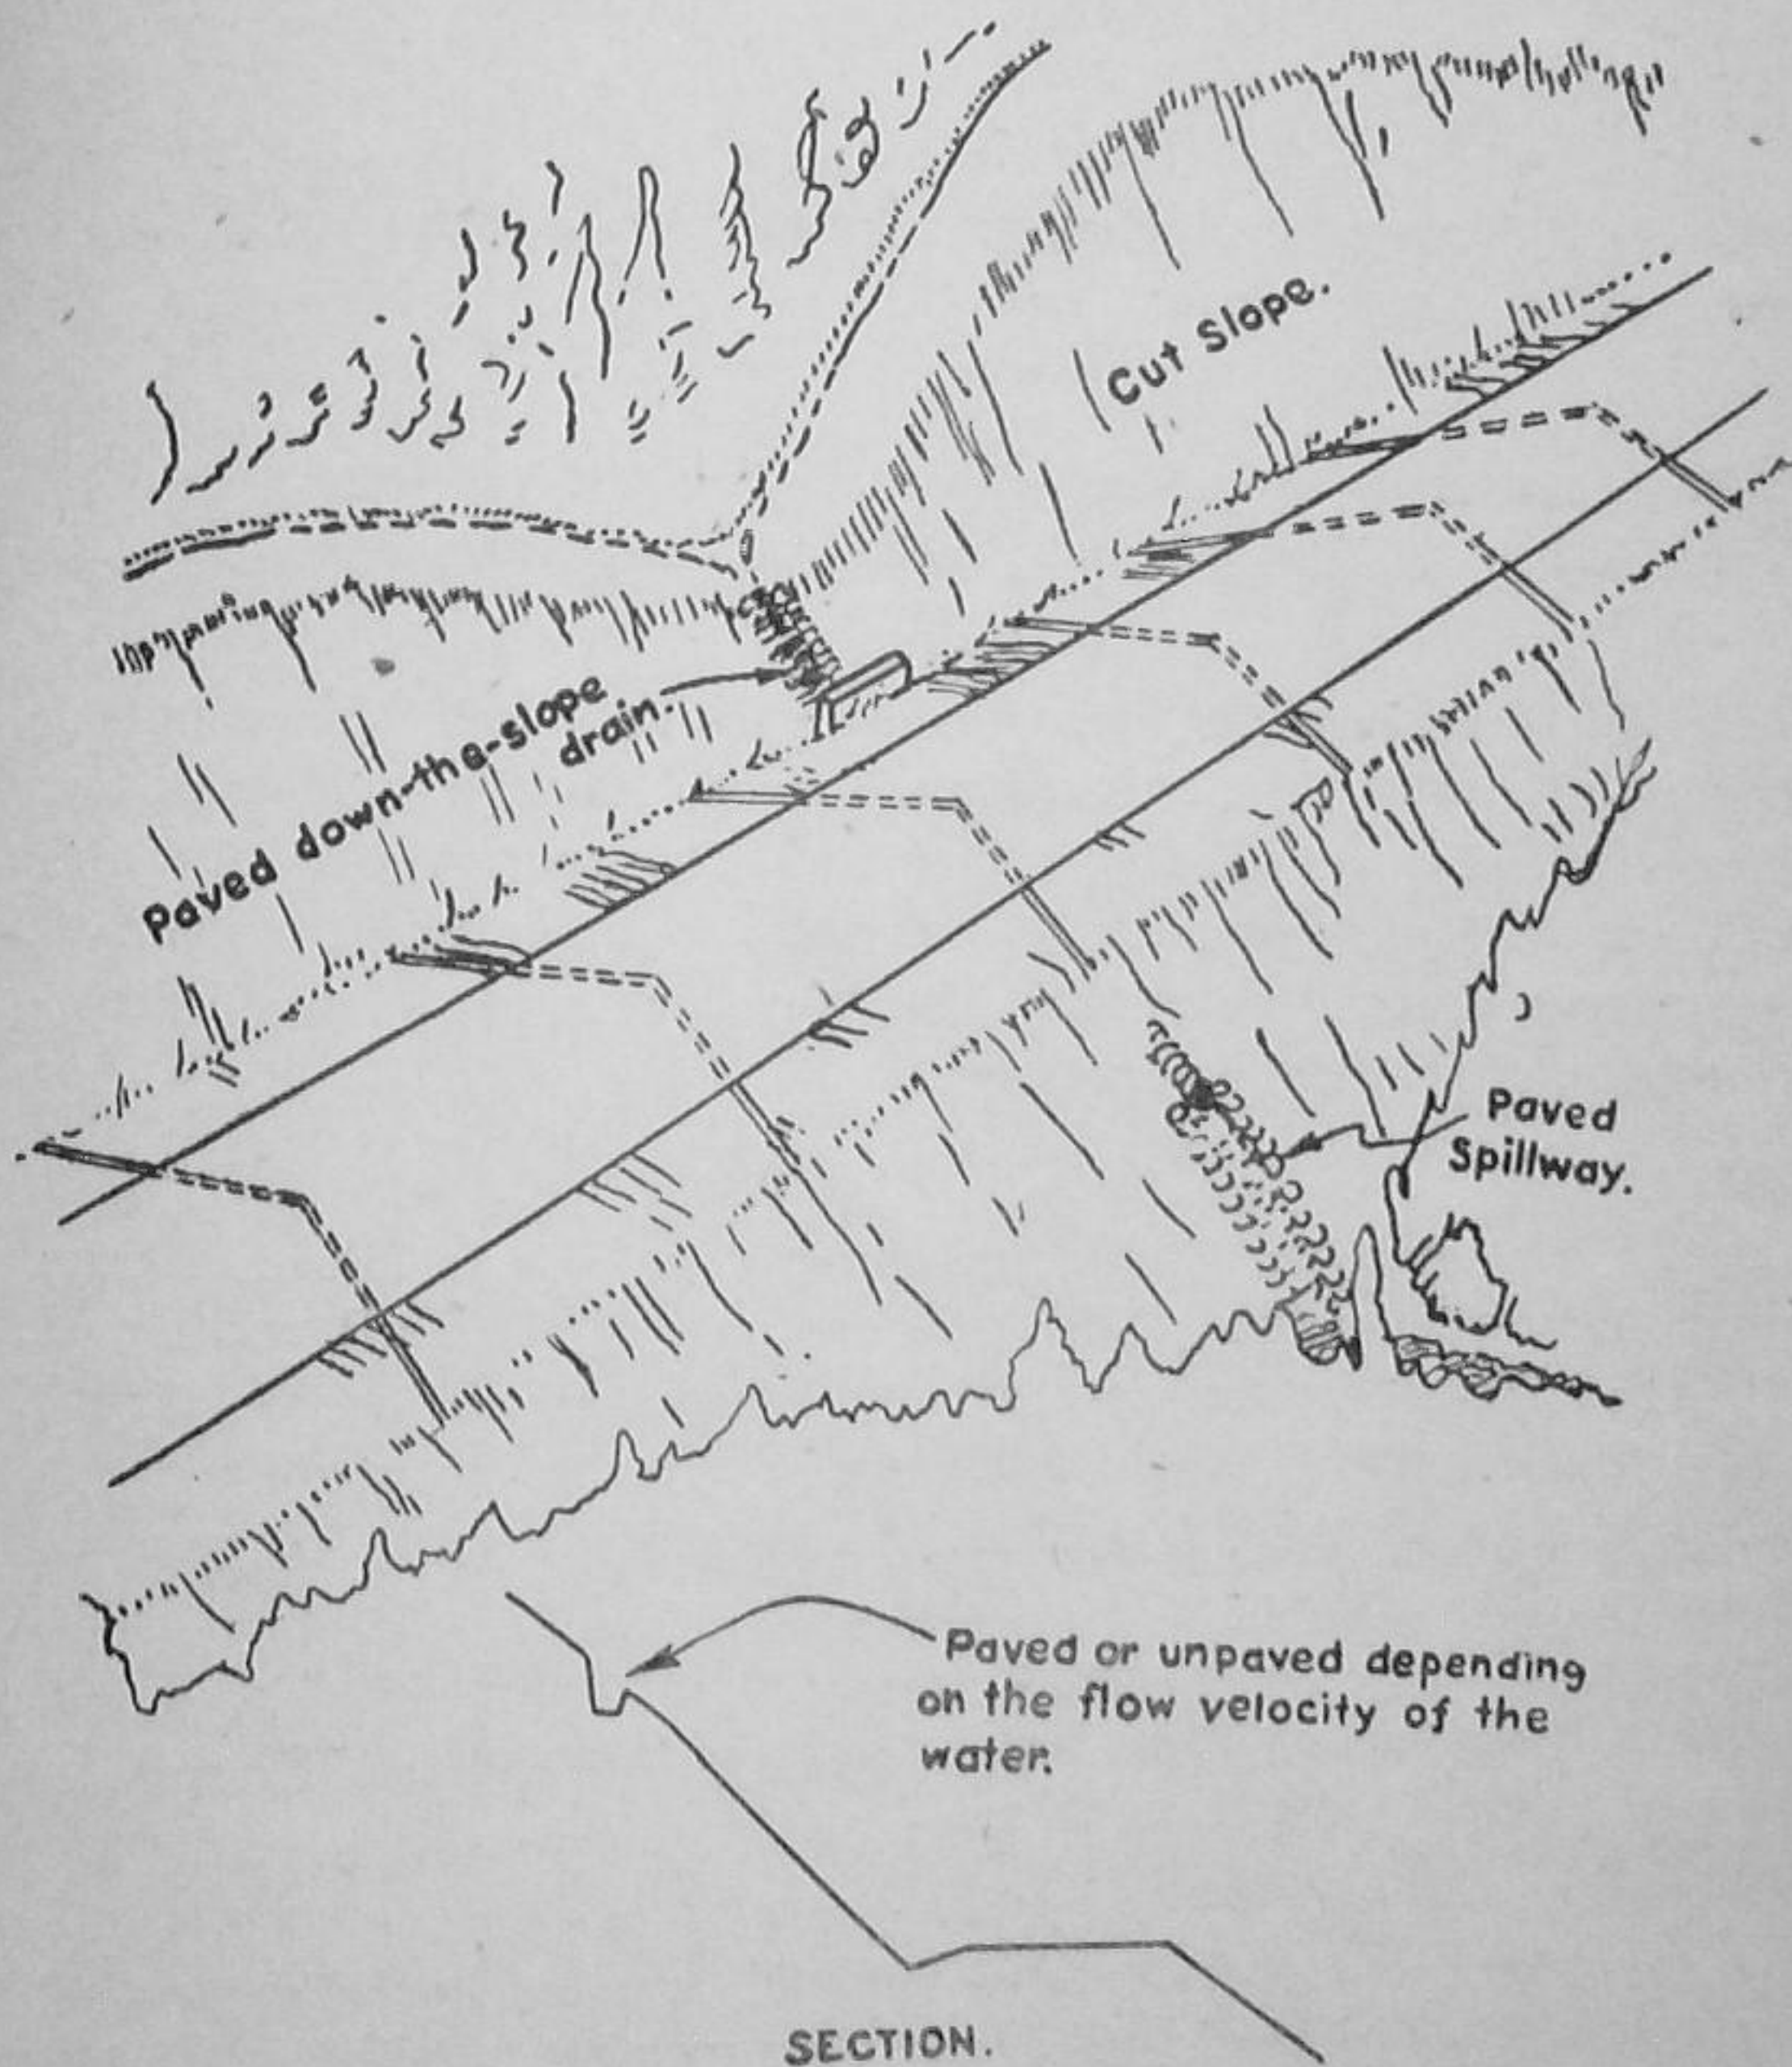 Cut Slope.
Paved down-the-slope
drain.
Paved
Spillway.
Paved or unpaved depending
on the flow velocity of the
water.
SECTION.